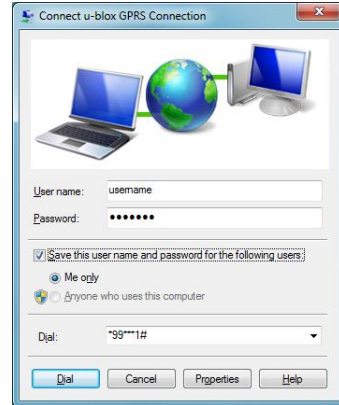 Connect u-blox GPRS Connection
User name: username
Password: •••••••
Save this user name and password for the following users:
Me only
Anyone who uses this computer
Dial: *99***1#
Dial Cancel Properties Help